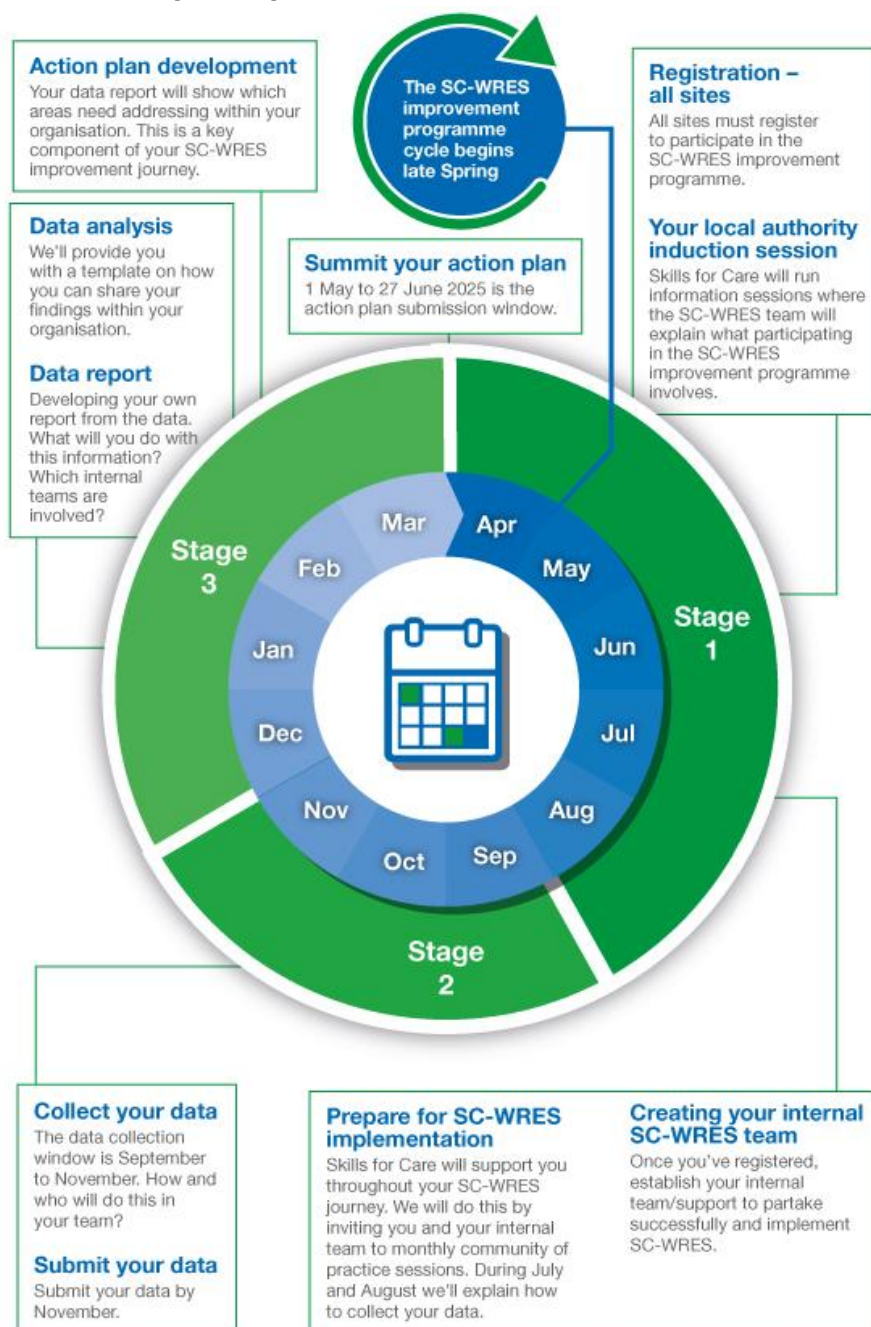 Action plan development
Your data report will show which
areas need addressing within your
organisation. This is a key
component of your SC-WRES
improvement journey.
The SC-WRES
improvement
programme
cycle begins
late Spring
Registration –
all sites
All sites must register
to participate in the
SC-WRES improvement
programme.
Your local authority
induction session
Skills for Care will run
information sessions where
the SC-WRES team will
explain what participating
in the SC-WRES
improvement programme
involves.
Data analysis
We'll provide you
with a template on how
you can share your
findings within your
organisation.
Data report
Developing your own
report from the data.
What will you do with
this information?
Which internal
teams are
involved?
Summit your action plan
1 May to 27 June 2025 is the
action plan submission window.
Stage
1
Stage
2
Stage
3
Apr
May
Jun
Jul
Aug
Sep
Oct
Nov
Dec
Jan
Feb
Mar
Collect your data
The data collection
window is September
to November. How and
who will do this in
your team?
Submit your data
Submit your data by
November.
Prepare for SC-WRES
implementation
Skills for Care will support you
throughout your SC-WRES
journey. We will do this by
inviting you and your internal
team to monthly community of
practice sessions. During July
and August we'll explain how
to collect your data.
Creating your internal
SC-WRES team
Once you've registered,
establish your internal
team/support to partake
successfully and implement
SC-WRES.